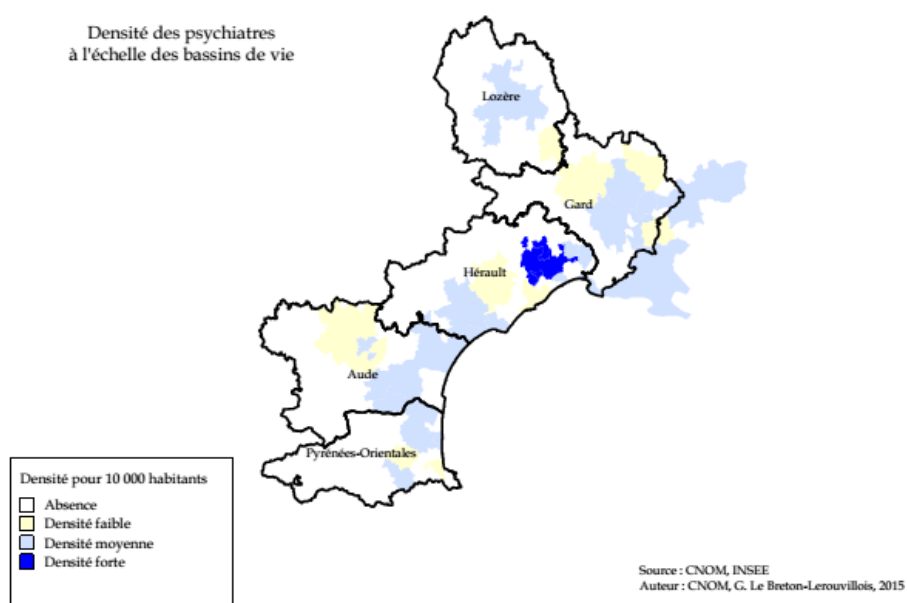 Densité des psychiatres
à l'échelle des bassins de vie
Lozère
Gard
Hérault
Aude
Pyrénées-Orientales
Densité pour 10 000 habitants
Absence
Densité faible
Densité moyenne
Densité forte
Source : CNOM, INSEE
Auteur : CNOM, G. Le Breton-Lerouvillois, 2015